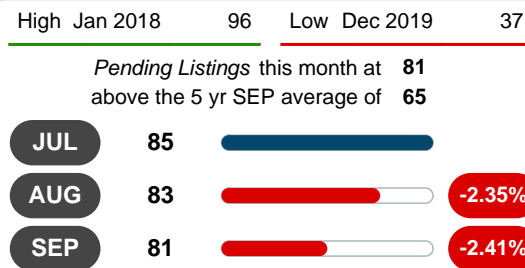 High Jan 2018 96 Low Dec 2019 37
Pending Listings this month at 81
above the 5 yr SEP average of 65
JUL 85
AUG 83 -2.35%
SEP 81 -2.41%